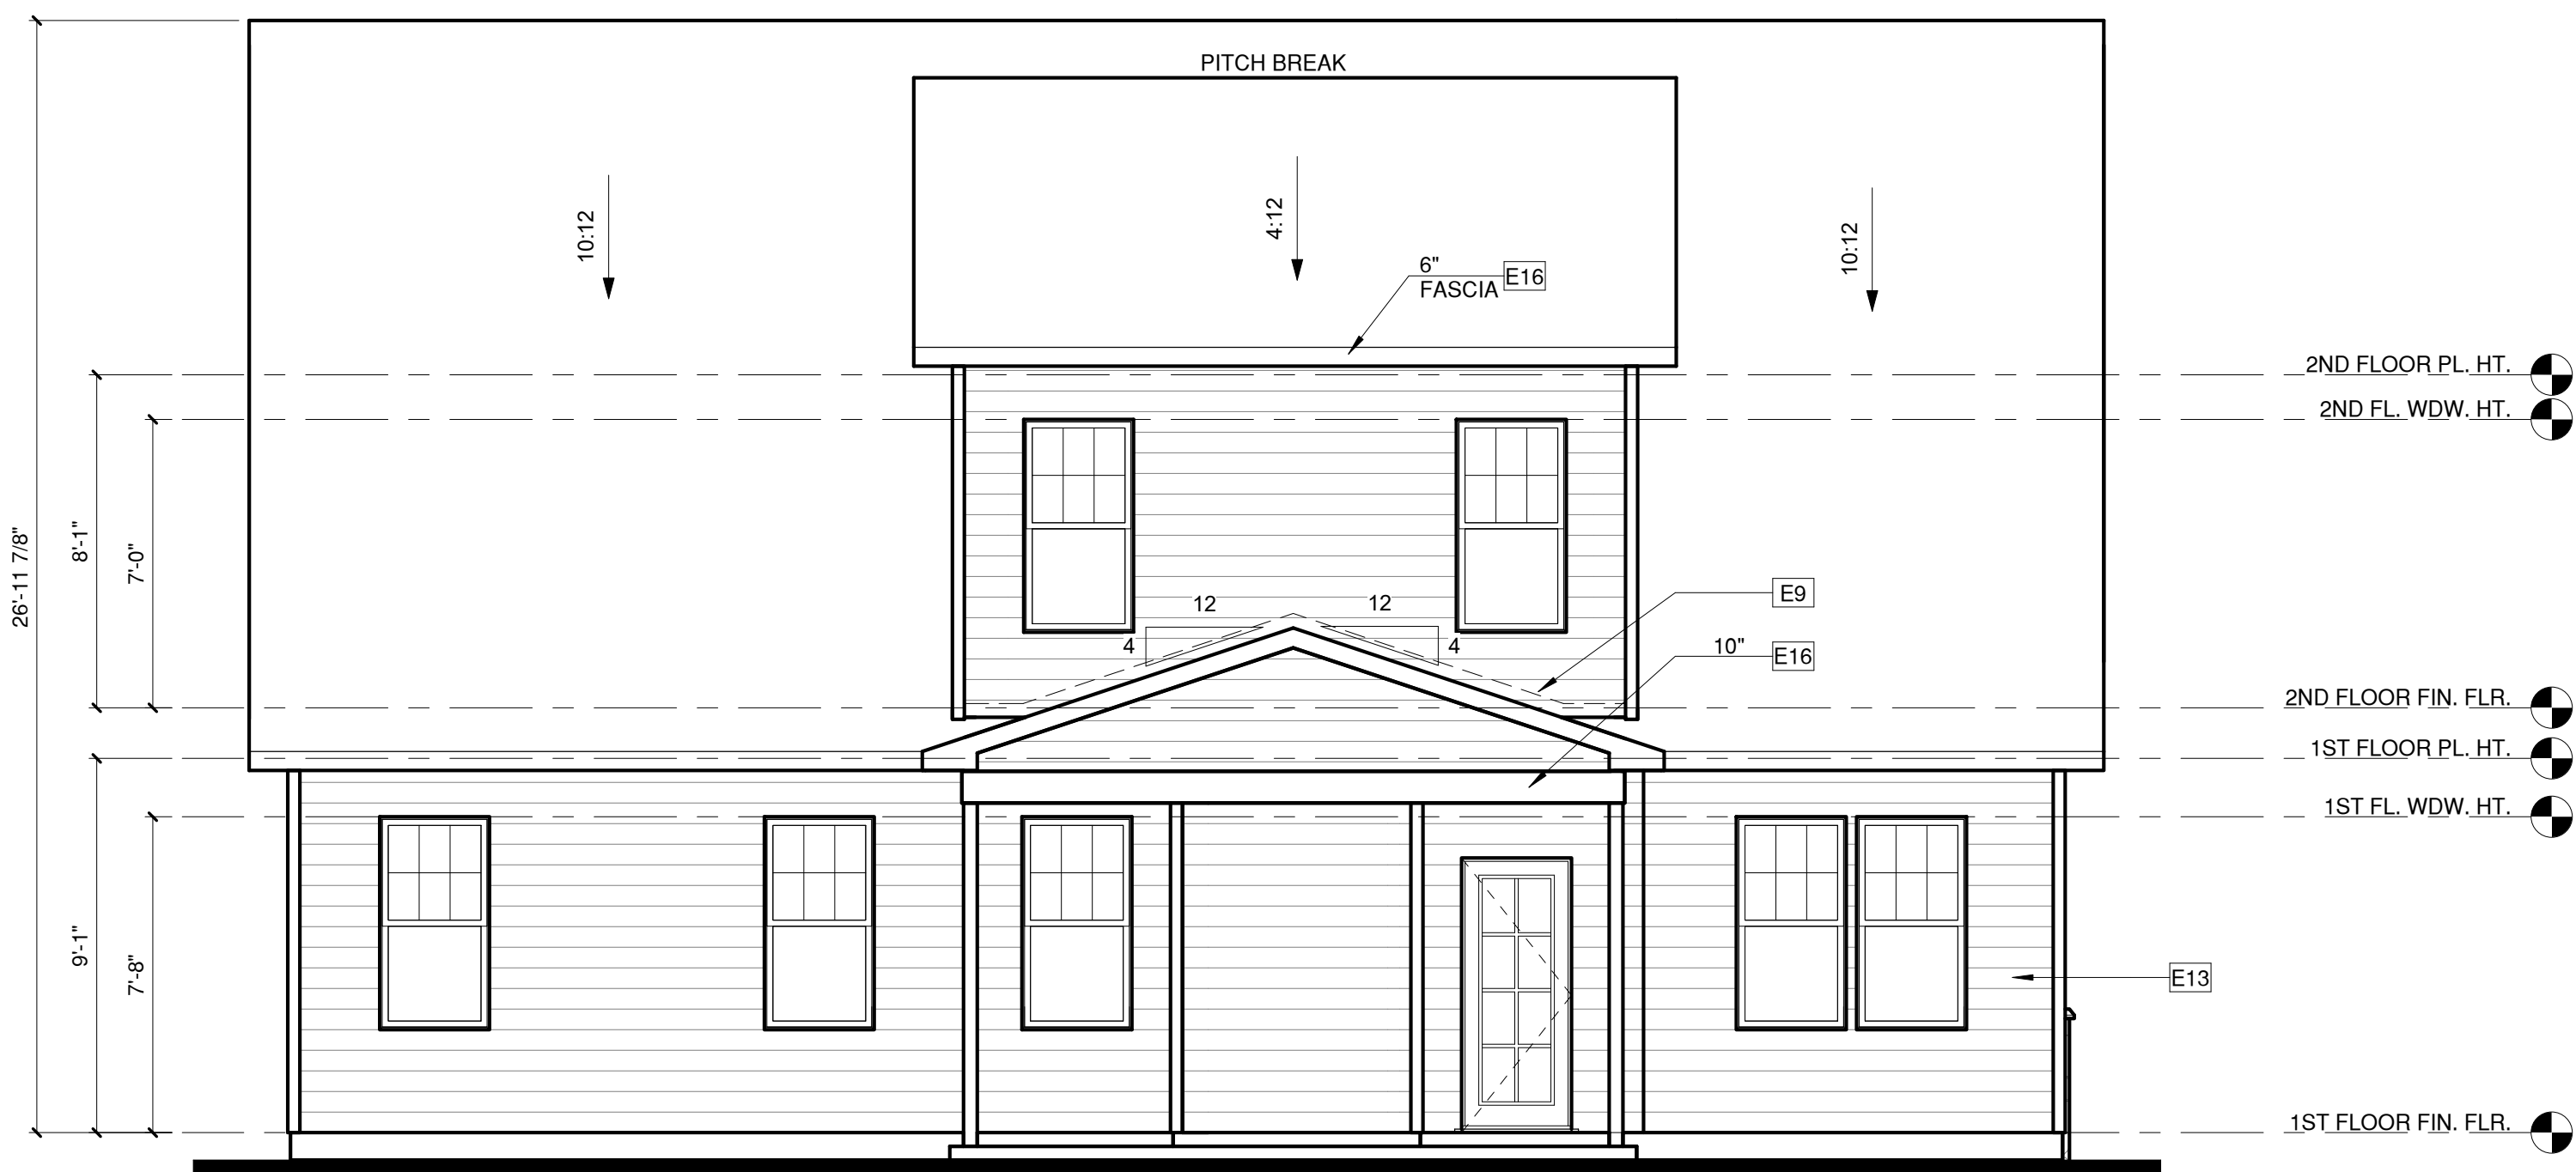 PITCH BREAK
10:12
4:12
10:12
6"
FASCIA
E16
2ND FLOOR PL. HT.
2ND FL. WDW. HT.
26'-11 7/8"
8'-1"
7'-0"
12
12
4
4
E9
10"
E16
2ND FLOOR FIN. FLR.
1ST FLOOR PL. HT.
1ST FL. WDW. HT.
9'-1"
7'-8"
E13
1ST FLOOR FIN. FLR.